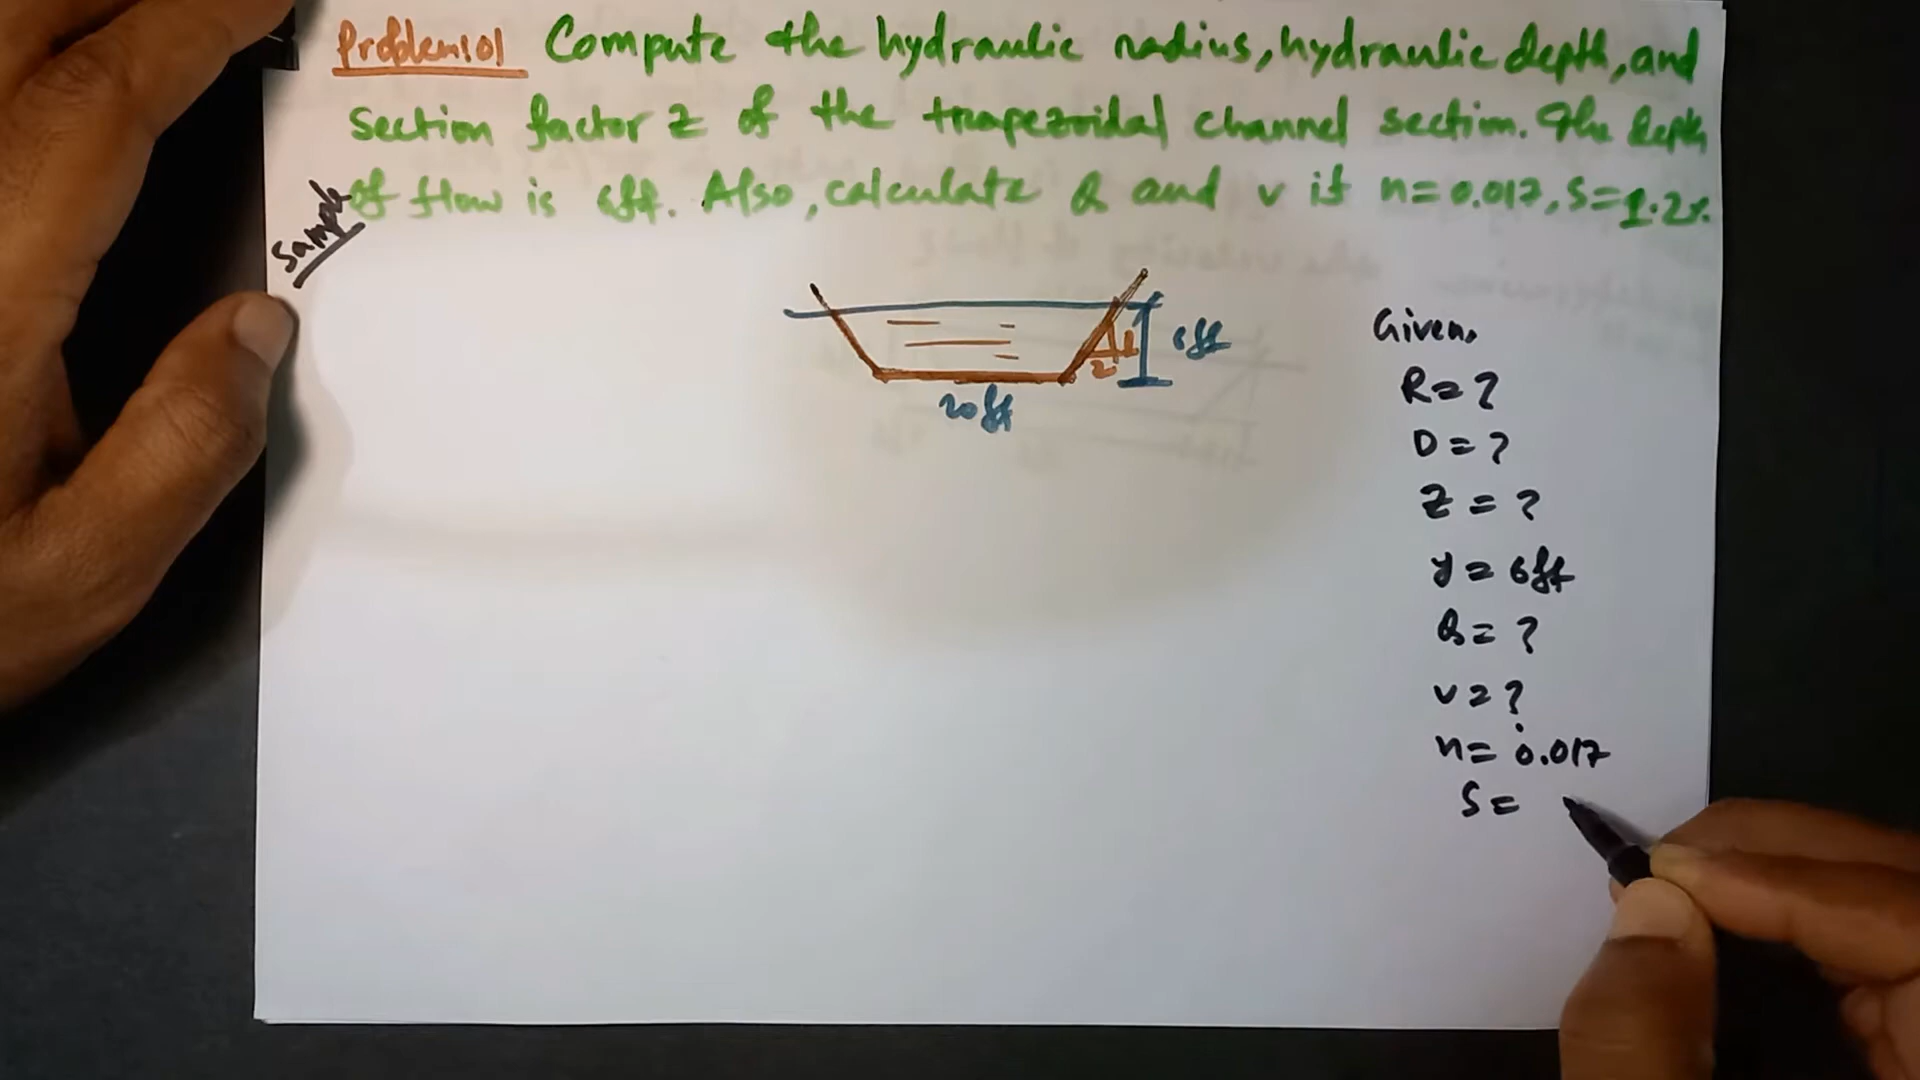 Problem:01 Compute the hydraulic radius, hydraulic depth, and
section factor Z of the trapezoidal channel section. The depth
of flow is 6ft. Also, calculate Q and v if n=0.017, S=1.2%.
Sample
1
6ft
2
20ft
Given,
R=?
D=?
Z=?
y=6ft
Q=?
v=?
n=0.017
S=